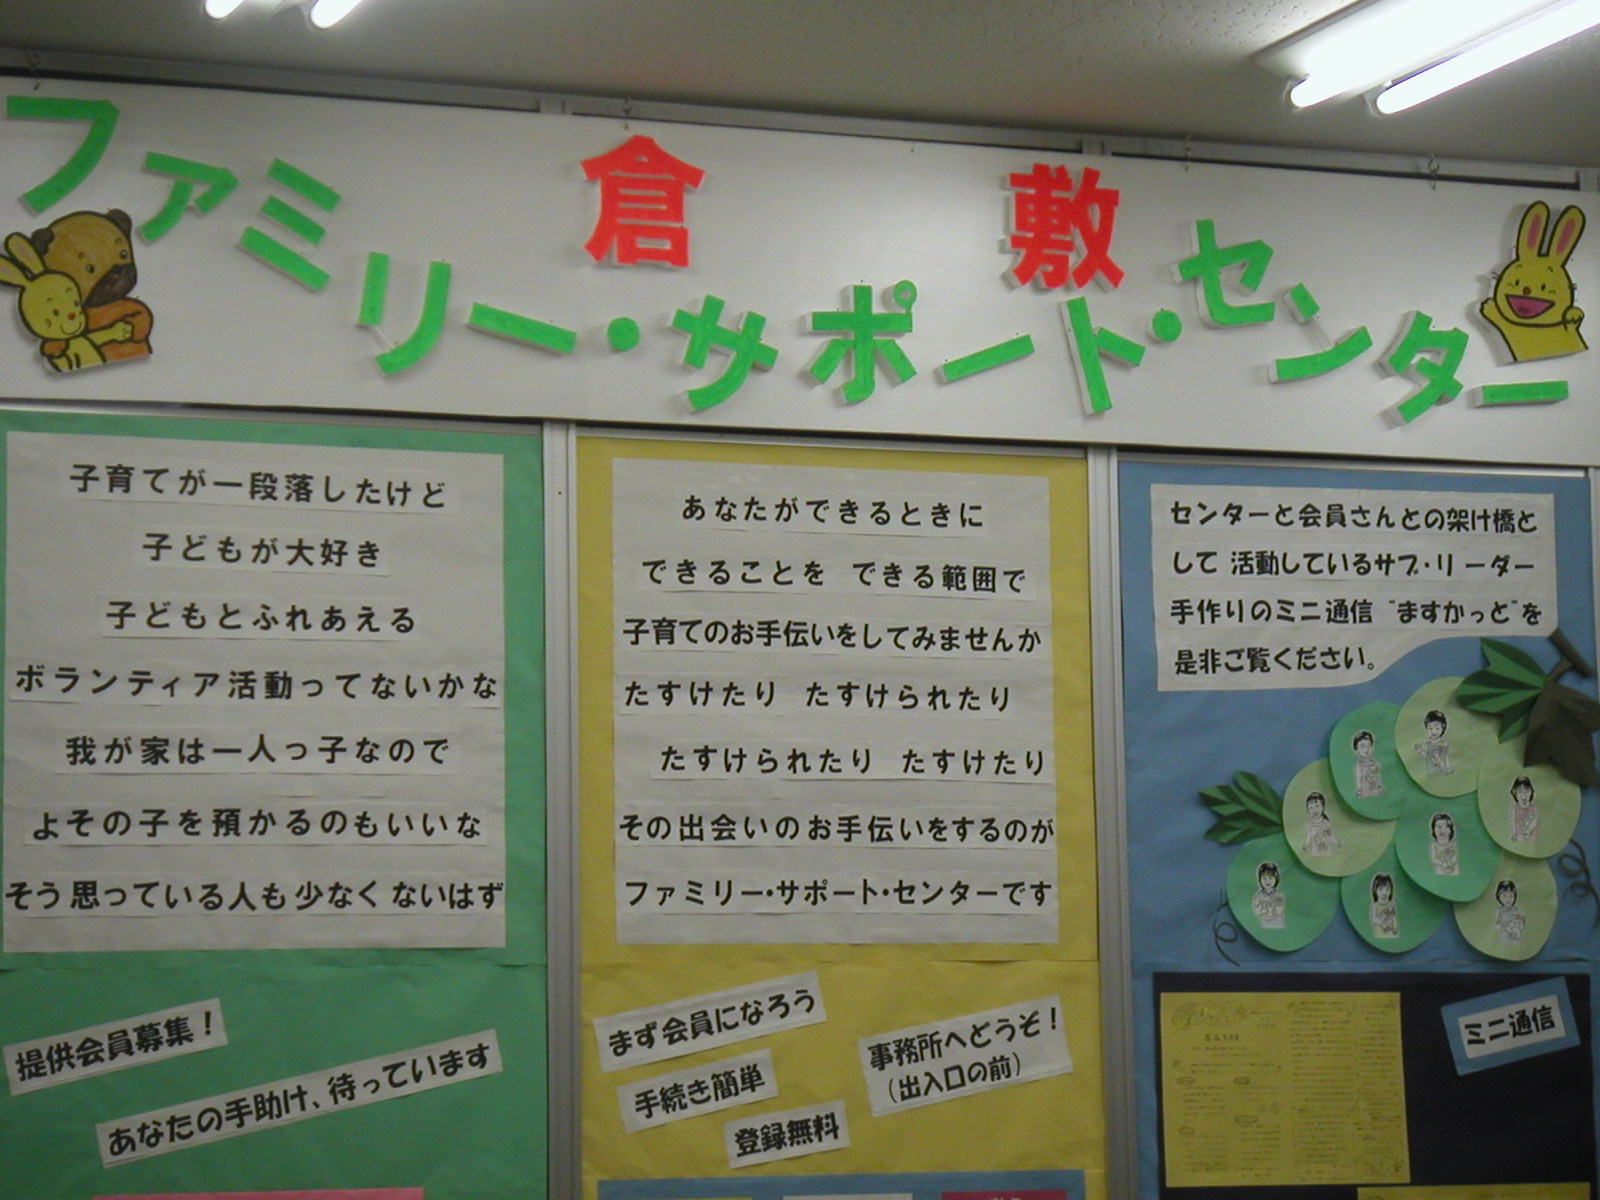 倉敷
ファミリー・サポート・センター
子育てが一段落したけど
子どもが大好き
子どもとふれあえる
ボランティア活動ってないかな
我が家は一人っ子なので
よその子を預かるのもいいな
そう思っている人も少なくないはず
提供会員募集!
あなたの手助け、待っています
あなたができるときに
できることを できる範囲で
子育てのお手伝いをしてみませんか
たすけたり たすけられたり
たすけられたり たすけたり
その出会いのお手伝いをするのが
ファミリー・サポート・センターです
まず会員になろう
手続き簡単
登録無料
事務所へどうぞ!
(出入口の前)
センターと会員さんとの架け橋と
して 活動しているサブ・リーダー
手作りのミニ通信 “ますかっと”を
是非ご覧ください。
ミニ通信